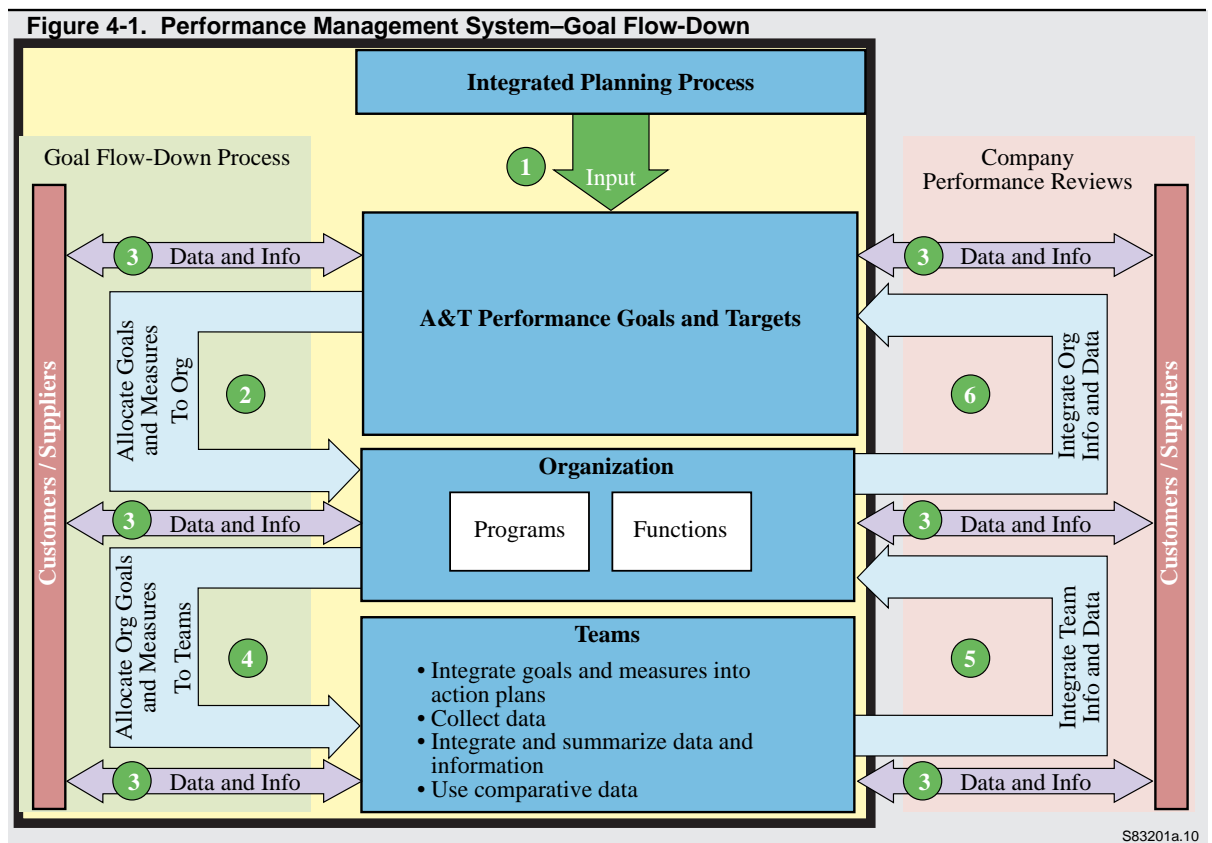 Figure 4-1. Performance Management System–Goal Flow-Down
Integrated Planning Process
Goal Flow-Down Process
1
Input
Company
Performance Reviews
3
Data and Info
3
Data and Info
A&T Performance Goals and Targets
Allocate Goals
and Measures
To Org
2
6
Integrate Org
Info and Data
Customers / Suppliers
Customers / Suppliers
Organization
Programs
Functions
3
Data and Info
3
Data and Info
Allocate Org Goals
and Measures
To Teams
4
Teams
• Integrate goals and measures into
action plans
• Collect data
• Integrate and summarize data and
information
• Use comparative data
5
Integrate Team
Info and Data
3
Data and Info
3
Data and Info
S83201a.10